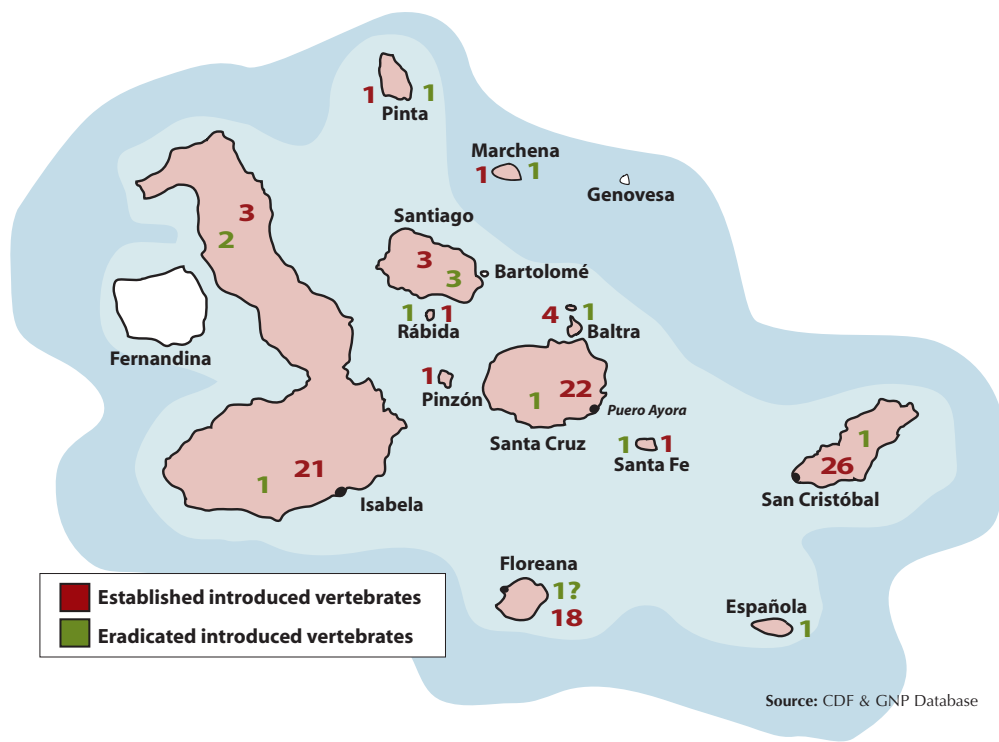 1 1
Pinta
Marchena
1 1
Genovesa
3
2
Santiago
3
3
Bartolomé
1 1
Rábida
4 1
Baltra
Fernandina
1
Pinzón
22
1
Puero Ayora
Santa Cruz
1 1
Santa Fe
1
26
San Cristóbal
21
1
Isabela
Floreana
1?
18
Española
1
Established introduced vertebrates
Eradicated introduced vertebrates
Source: CDF & GNP Database